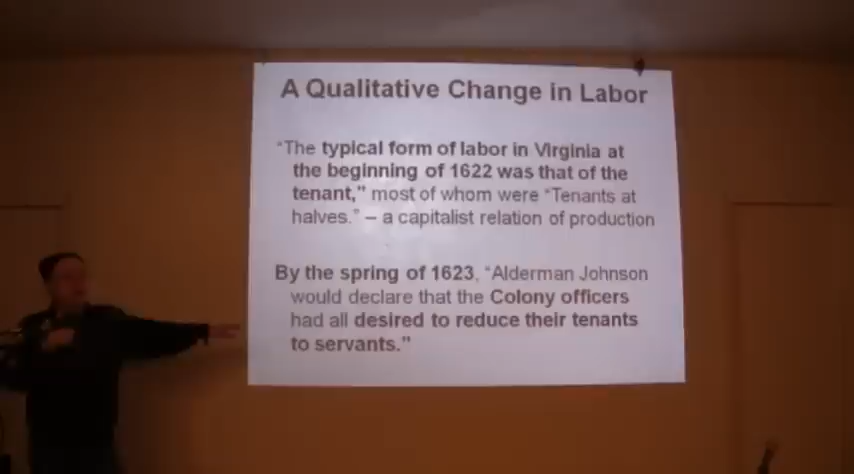 A Qualitative Change in Labor
“The typical form of labor in Virginia at
the beginning of 1622 was that of the
tenant,” most of whom were “Tenants at
halves.” – a capitalist relation of production
By the spring of 1623, “Alderman Johnson
would declare that the Colony officers
had all desired to reduce their tenants
to servants.”